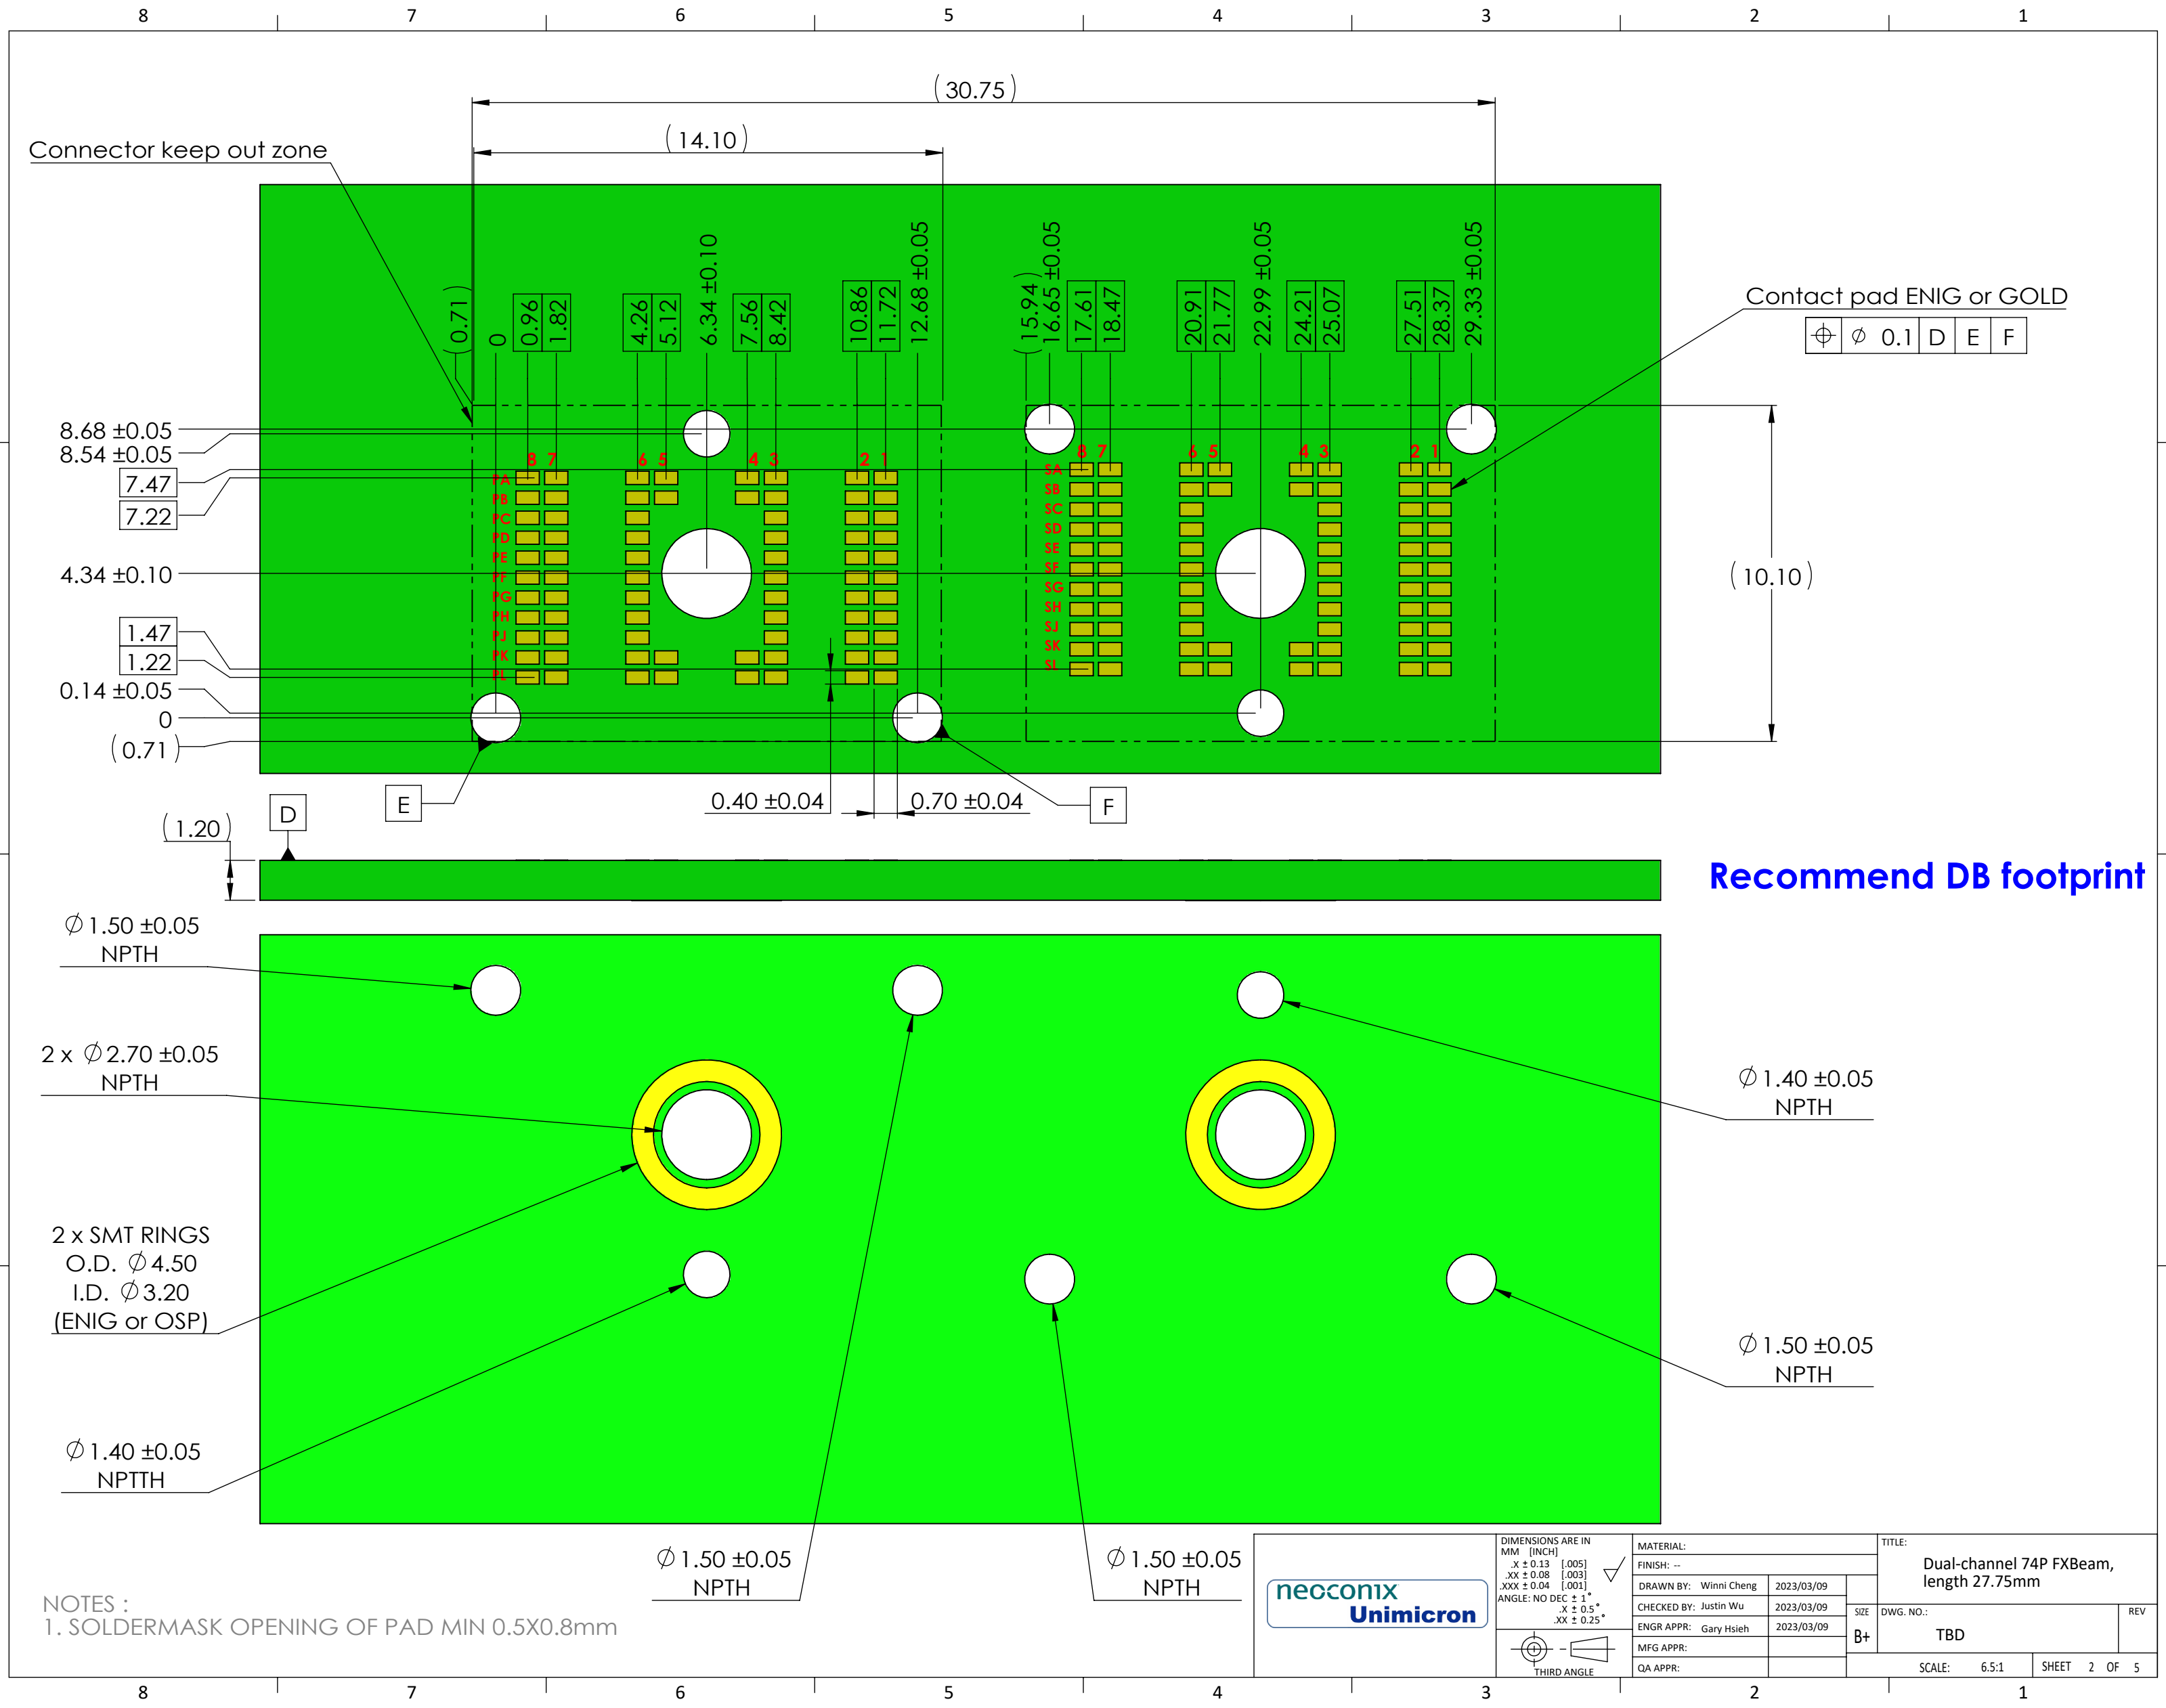 8 7 6 5 4 3 2 1
(30.75)
(14.10)
Connector keep out zone
(0.71) 0 0.96 1.82 4.26 5.12 6.34 ±0.10 7.56 8.42 10.86 11.72 12.68 ±0.05 (15.94) 16.65 ±0.05 17.61 18.47 20.91 21.77 22.99 ±0.05 24.21 25.07 27.51 28.37 29.33 ±0.05
Contact pad ENIG or GOLD
⌖ ⌀ 0.1 D E F
8.68 ±0.05
8.54 ±0.05
7.47
7.22
4.34 ±0.10
1.47
1.22
0.14 ±0.05
0
(0.71)
8 7 6 5 4 3 2 1
PA
PB
PC
PD
PE
PF
PG
PH
PJ
PK
PL
8 7 6 5 4 3 2 1
SA
SB
SC
SD
SE
SF
SG
SH
SJ
SK
SL
(10.10)
E
0.40 ±0.04
0.70 ±0.04
F
D
(1.20)
Recommend DB footprint
⌀1.50 ±0.05
NPTH
2 x ⌀2.70 ±0.05
NPTH
2 x SMT RINGS
O.D. ⌀4.50
I.D. ⌀3.20
(ENIG or OSP)
⌀1.40 ±0.05
NPTTH
⌀1.50 ±0.05
NPTH
⌀1.50 ±0.05
NPTH
⌀1.40 ±0.05
NPTH
⌀1.50 ±0.05
NPTH
NOTES :
1. SOLDERMASK OPENING OF PAD MIN 0.5X0.8mm
neoconix
Unimicron
DIMENSIONS ARE IN
MM [INCH]
.X ± 0.13 [.005]
.XX ± 0.08 [.003]
.XXX ± 0.04 [.001]
ANGLE: NO DEC ± 1°
.X ± 0.5°
.XX ± 0.25°
THIRD ANGLE
MATERIAL:
FINISH: --
DRAWN BY: Winni Cheng 2023/03/09
CHECKED BY: Justin Wu 2023/03/09
ENGR APPR: Gary Hsieh 2023/03/09
MFG APPR:
QA APPR:
TITLE:
Dual-channel 74P FXBeam,
length 27.75mm
SIZE
B+
DWG. NO.:
TBD
REV
SCALE: 6.5:1
SHEET 2 OF 5
8 7 6 5 4 3 2 1